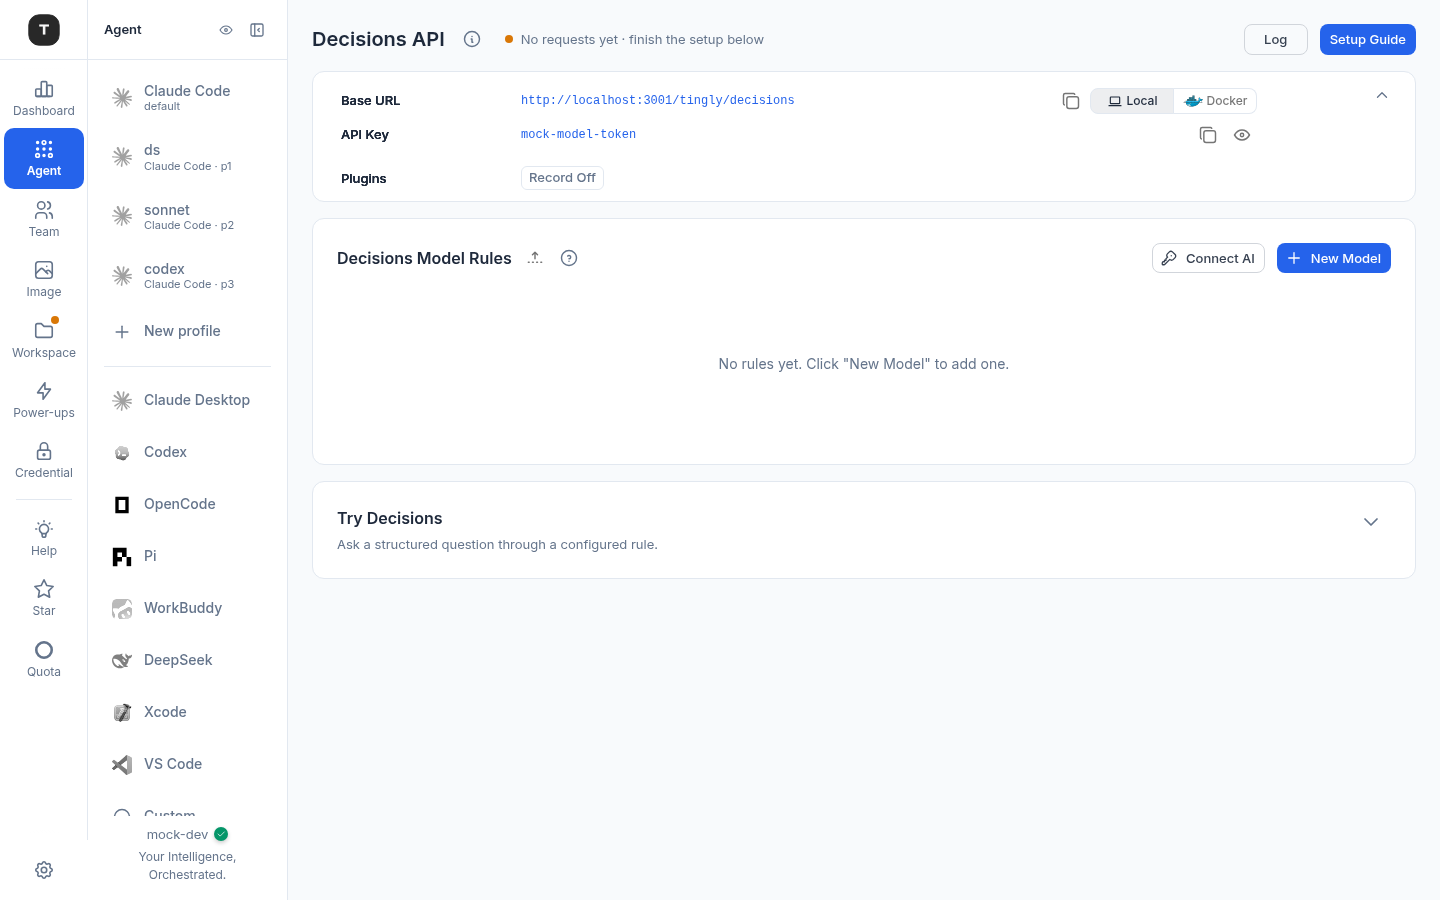 T
Dashboard
Agent
Team
Image
Workspace
Power-ups
Credential
Help
Star
Quota
Agent
Claude Code
default
ds
Claude Code · p1
sonnet
Claude Code · p2
codex
Claude Code · p3
New profile
Claude Desktop
Codex
OpenCode
Pi
WorkBuddy
DeepSeek
Xcode
VS Code
Custom
mock-dev
Your Intelligence,
Orchestrated.
Decisions API
No requests yet · finish the setup below
Log
Setup Guide
Base URL
http://localhost:3001/tingly/decisions
Local
Docker
API Key
mock-model-token
Plugins
Record Off
Decisions Model Rules
Connect AI
New Model
No rules yet. Click "New Model" to add one.
Try Decisions
Ask a structured question through a configured rule.